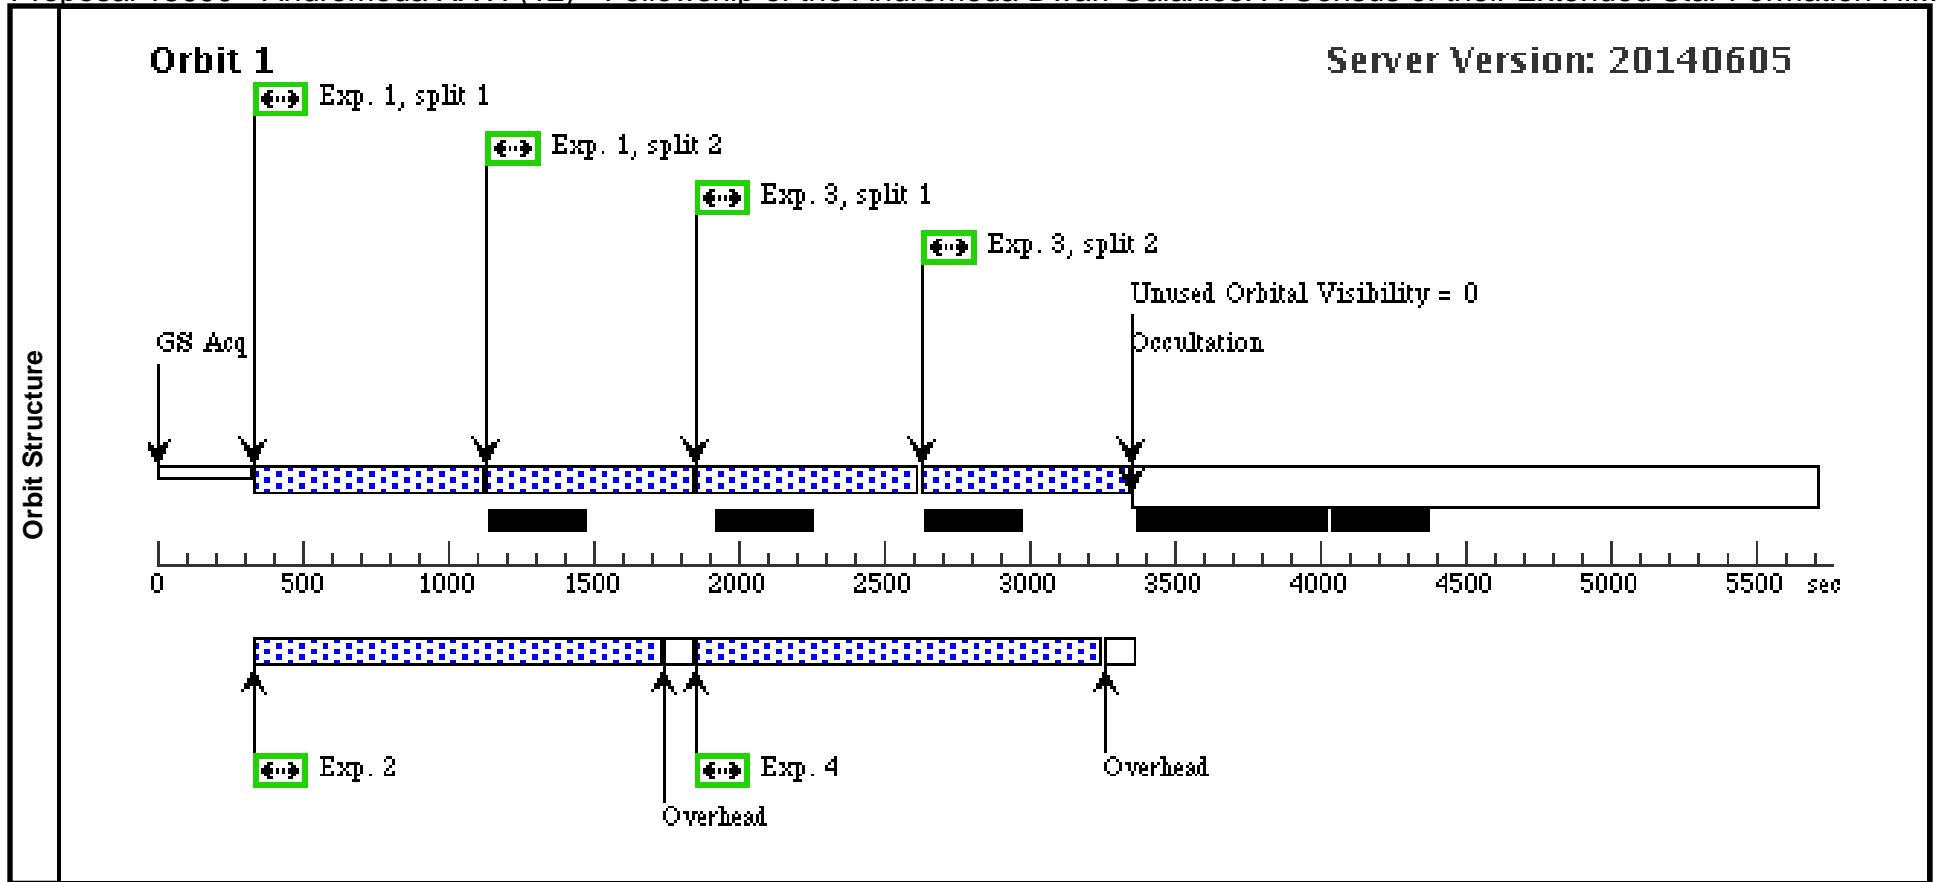 Orbit 1
Server Version: 20140605
Exp. 1, split 1
Exp. 1, split 2
Exp. 3, split 1
Exp. 3, split 2
Unused Orbital Visibility = 0
GS Acq
Occultation
Orbit Structure
0 500 1000 1500 2000 2500 3000 3500 4000 4500 5000 5500 sec
Exp. 2
Exp. 4
Overhead
Overhead